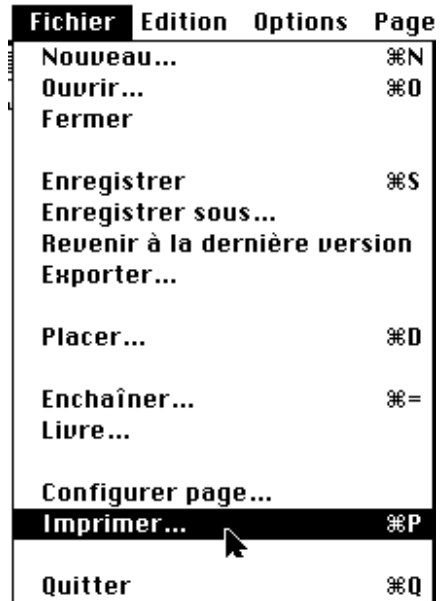 Fichier Edition Options Page
Nouveau... ⌘N
Ouvrir... ⌘O
Fermer
Enregistrer ⌘S
Enregistrer sous...
Revenir à la dernière version
Exporter...
Placer... ⌘D
Enchaîner... ⌘=
Livre...
Configurer page...
Imprimer... ⌘P
Quitter ⌘Q